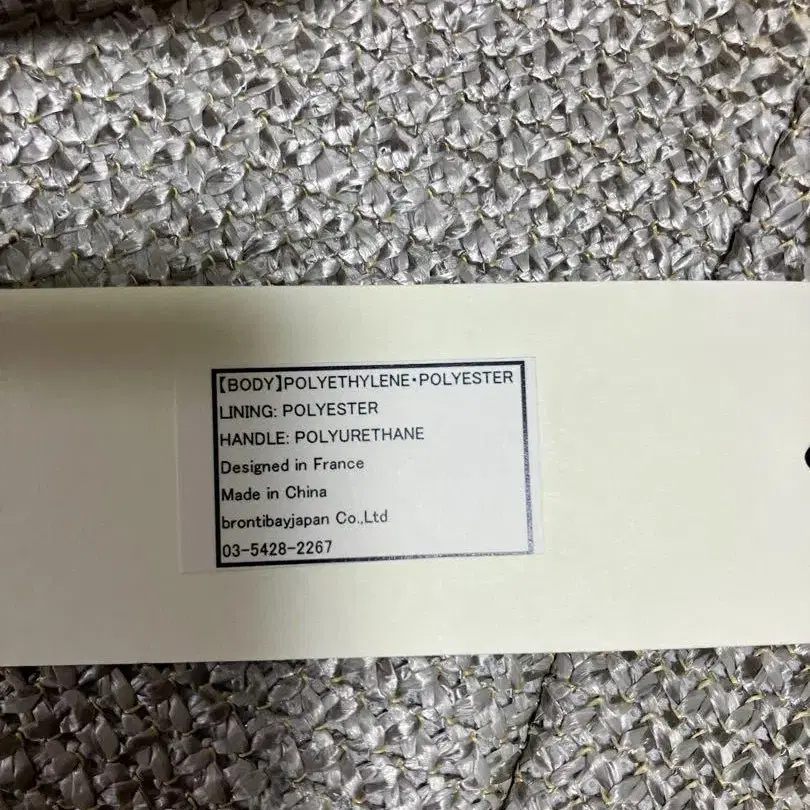 【BODY】POLYETHYLENE・POLYESTER
LINING: POLYESTER
HANDLE: POLYURETHANE
Designed in France
Made in China
brontibayjapan Co.,Ltd
03-5428-2267